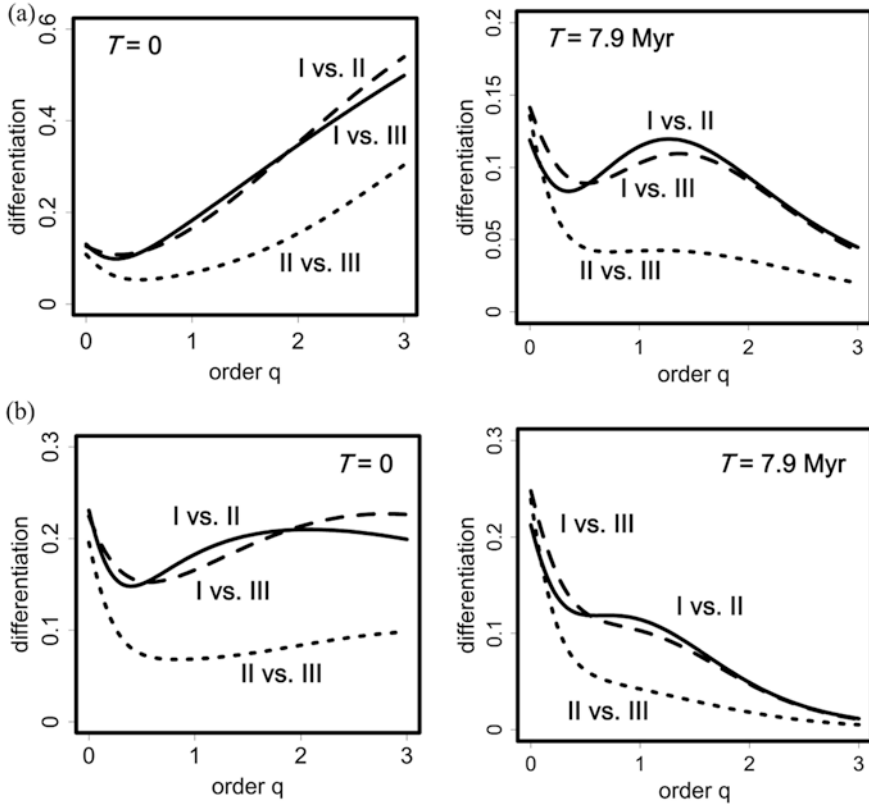 (a)
T = 0
I vs. II
I vs. III
II vs. III
differentiation
0.6
0.4
0.2
0
0 1 2 3
order q
T = 7.9 Myr
I vs. II
I vs. III
II vs. III
differentiation
0.2
0.15
0.1
0.05
0
0 1 2 3
order q
(b)
T = 0
I vs. II
I vs. III
II vs. III
differentiation
0.3
0.2
0.1
0
0 1 2 3
order q
T = 7.9 Myr
I vs. III
I vs. II
II vs. III
differentiation
0.3
0.2
0.1
0
0 1 2 3
order q